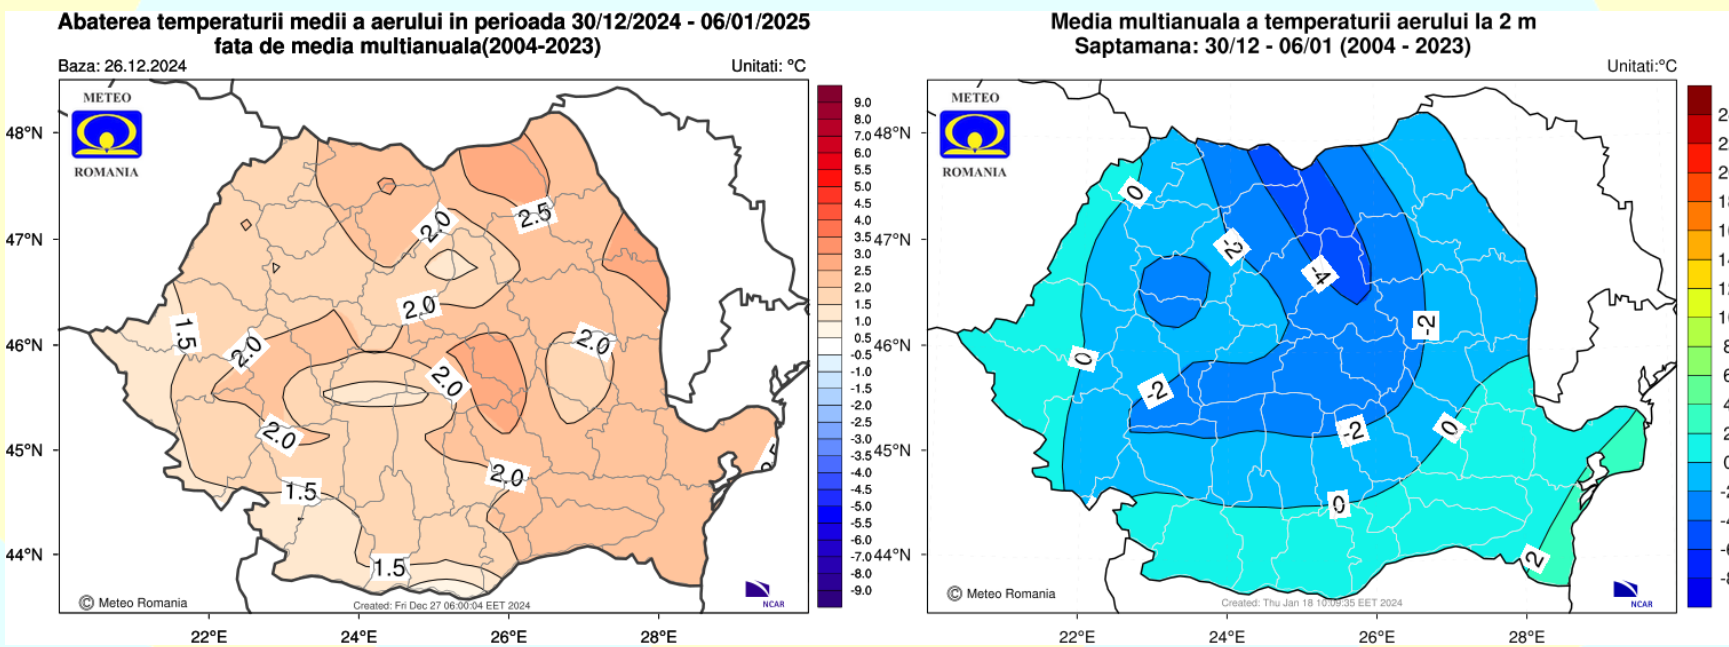 Abaterea temperaturii medii a aerului in perioada 30/12/2024 - 06/01/2025
fata de media multianuala(2004-2023)
Baza: 26.12.2024
Unitati: °C
METEO
ROMANIA
48°N
47°N
46°N
45°N
44°N
22°E
24°E
26°E
28°E
2.0
2.5
2.0
1.5
2.0
2.0
2.0
2.0
2.0
1.5
1.5
© Meteo Romania
Created: Fri Dec 27 06:00:04 EET 2024
NCAR
9.0
8.0
7.0
6.0
5.5
5.0
4.5
4.0
3.5
3.0
2.5
2.0
1.5
1.0
0.5
-0.5
-1.0
-1.5
-2.0
-2.5
-3.0
-3.5
-4.0
-4.5
-5.0
-5.5
-6.0
-7.0
-8.0
-9.0
Media multianuala a temperaturii aerului la 2 m
Saptamana: 30/12 - 06/01 (2004 - 2023)
Unitati:°C
METEO
ROMANIA
48°N
47°N
46°N
45°N
44°N
22°E
24°E
26°E
28°E
0
-2
-4
-2
0
-2
-2
0
0
2
© Meteo Romania
Created: Thu Jan 18 10:09:35 EET 2024
NCAR
8
6
4
2
0
-2